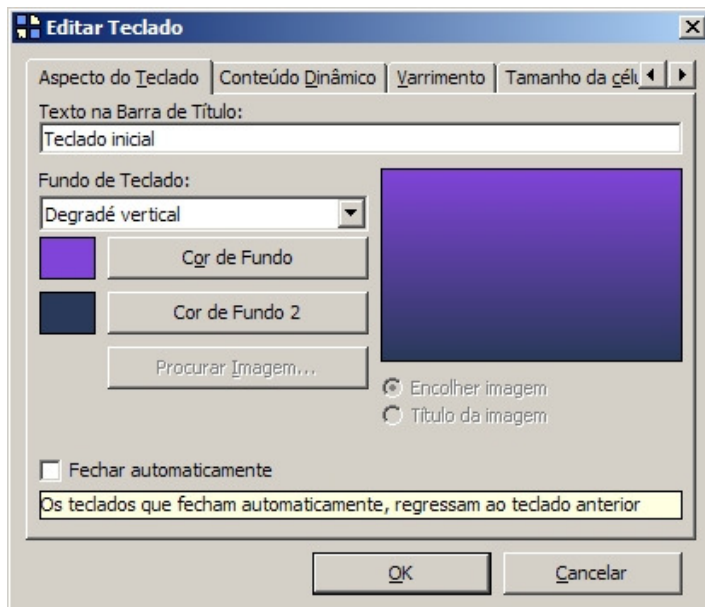 Editar Teclado
Aspecto do Teclado
Conteúdo Dinâmico
Varrimento
Tamanho da célu
Texto na Barra de Título:
Teclado inicial
Fundo de Teclado:
Degradé vertical
Cor de Fundo
Cor de Fundo 2
Procurar Imagem...
Encolher imagem
Título da imagem
Fechar automaticamente
Os teclados que fecham automaticamente, regressam ao teclado anterior
OK
Cancelar